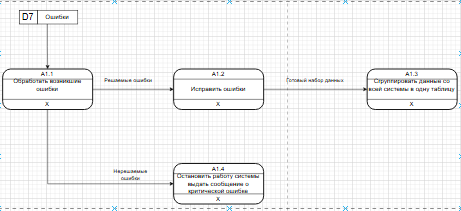 D7 Ошибки
A1.1
Обработать возникшие
ошибки
X
Решаемые ошибки
A1.2
Исправить ошибки
X
Готовый набор данных
A1.3
Сгруппировать данные со
всей системы в одну таблицу
X
Нерешаемые
ошибки
A1.4
Остановить работу системы
выдать сообщение о
критической ошибке
X